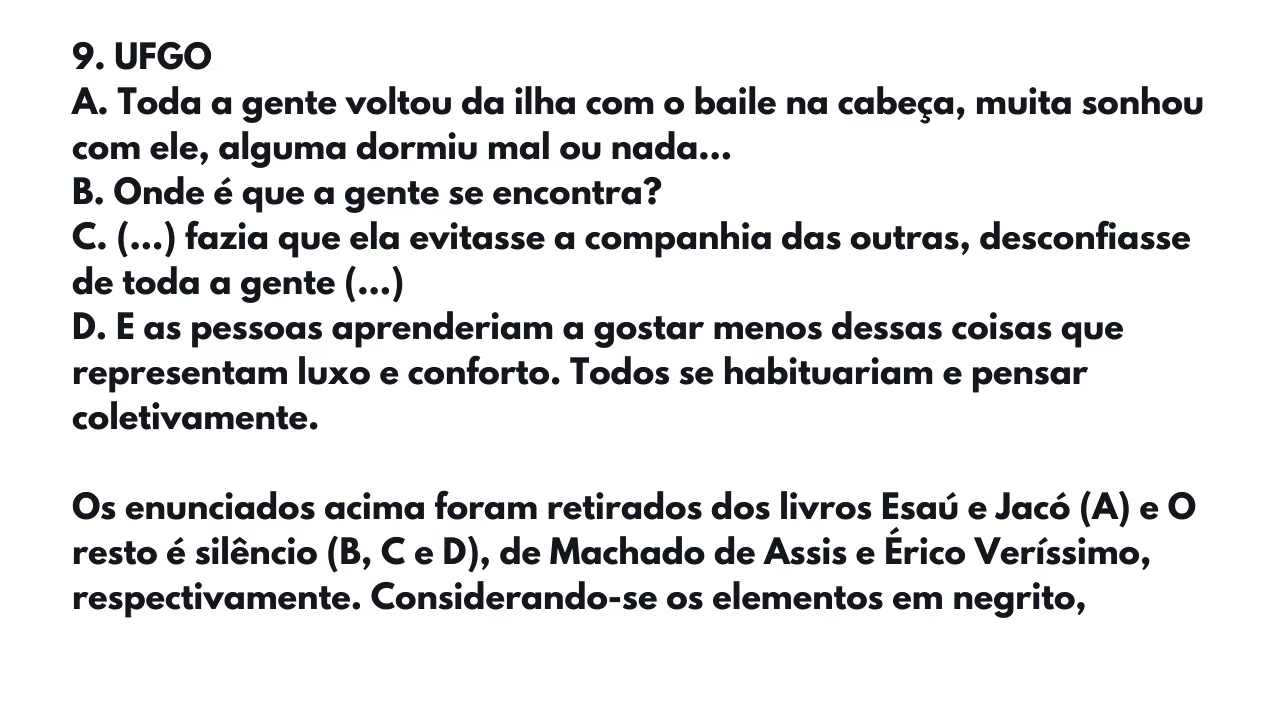 9. UFGO
A. Toda a gente voltou da ilha com o baile na cabeça, muita sonhou
com ele, alguma dormiu mal ou nada...
B. Onde é que a gente se encontra?
C. (...) fazia que ela evitasse a companhia das outras, desconfiasse
de toda a gente (...)
D. E as pessoas aprenderiam a gostar menos dessas coisas que
representam luxo e conforto. Todos se habituariam e pensar
coletivamente.
Os enunciados acima foram retirados dos livros Esaú e Jacó (A) e O
resto é silêncio (B, C e D), de Machado de Assis e Érico Veríssimo,
respectivamente. Considerando-se os elementos em negrito,